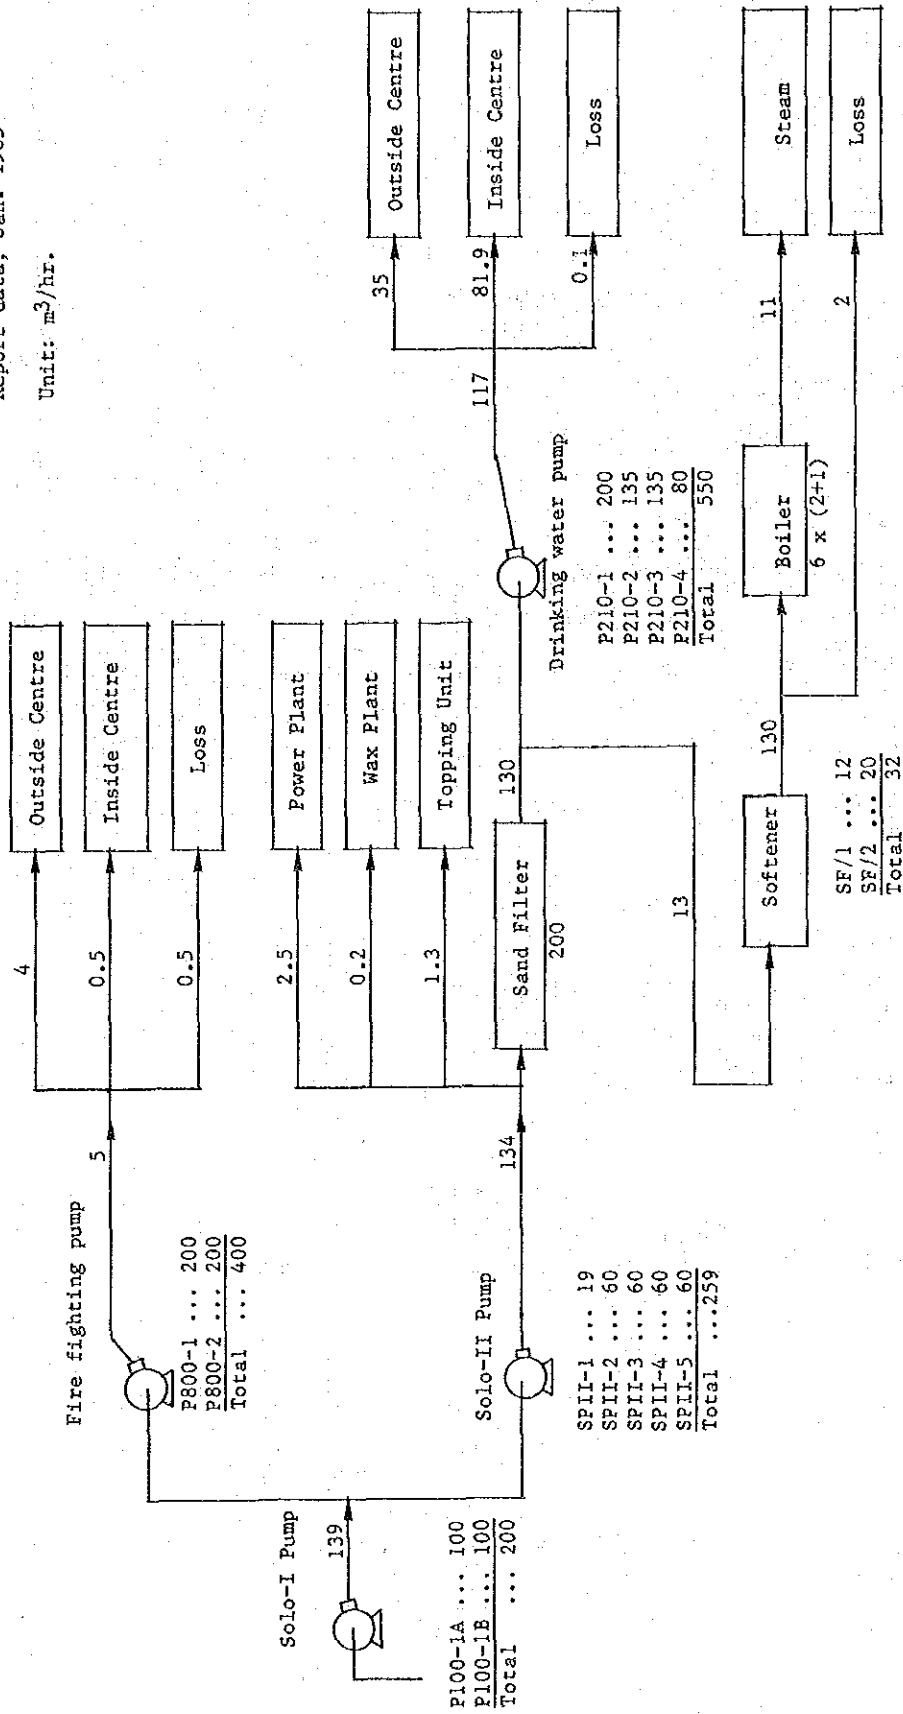 Unit: m³/hr.
Solo-I Pump
139
P100-1A ... 100
P100-1B ... 100
Total ... 200
Fire fighting pump
P800-1 ... 200
P800-2 ... 200
Total ... 400
5
4
Outside Centre
0.5
Inside Centre
0.5
Loss
Solo-II Pump
SPII-1 ... 19
SPII-2 ... 60
SPII-3 ... 60
SPII-4 ... 60
SPII-5 ... 60
Total ...259
134
2.5
Power Plant
0.2
Wax Plant
1.3
Topping Unit
Sand Filter
200
130
Drinking water pump
P210-1 ... 200
P210-2 ... 135
P210-3 ... 135
P210-4 ... 80
Total 550
117
35
Outside Centre
81.9
Inside Centre
0.1
Loss
13
Softener
SF/1 ... 12
SF/2 ... 20
Total 32
130
Boiler
6 x (2+1)
11
Steam
2
Loss